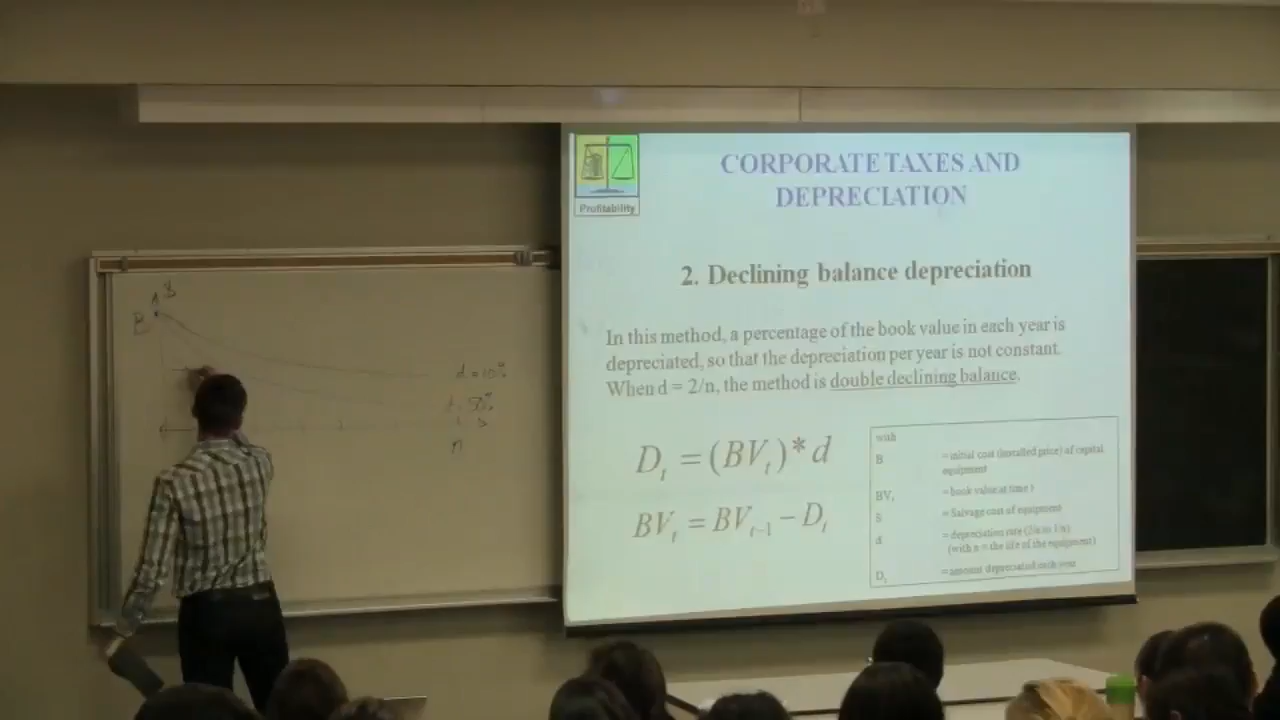 Profitability
CORPORATE TAXES AND
DEPRECIATION
2. Declining balance depreciation
In this method, a percentage of the book value in each year is
depreciated, so that the depreciation per year is not constant.
When d = 2/n, the method is double declining balance.
D_t = (BV_t) * d
BV_t = BV_{t-1} − D_t
with
B = initial cost (installed price) of capital
equipment
BV_t = book value at time t
S = Salvage cost of equipment
d = depreciation rate (2/n to 1/n)
(with n = the life of the equipment)
D_t = amount depreciated each year
B
d = 10%
50%
n